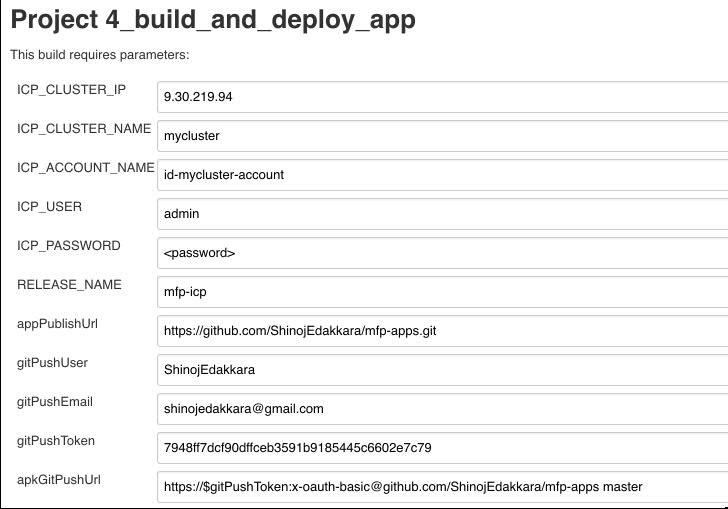 Project 4_build_and_deploy_app
This build requires parameters:
ICP_CLUSTER_IP 9.30.219.94
ICP_CLUSTER_NAME mycluster
ICP_ACCOUNT_NAME id-mycluster-account
ICP_USER admin
ICP_PASSWORD <password>
RELEASE_NAME mfp-icp
appPublishUrl https://github.com/ShinojEdakkara/mfp-apps.git
gitPushUser ShinojEdakkara
gitPushEmail shinojedakkara@gmail.com
gitPushToken 7948ff7dcf90dffceb3591b9185445c6602e7c79
apkGitPushUrl https://$gitPushToken:x-oauth-basic@github.com/ShinojEdakkara/mfp-apps master